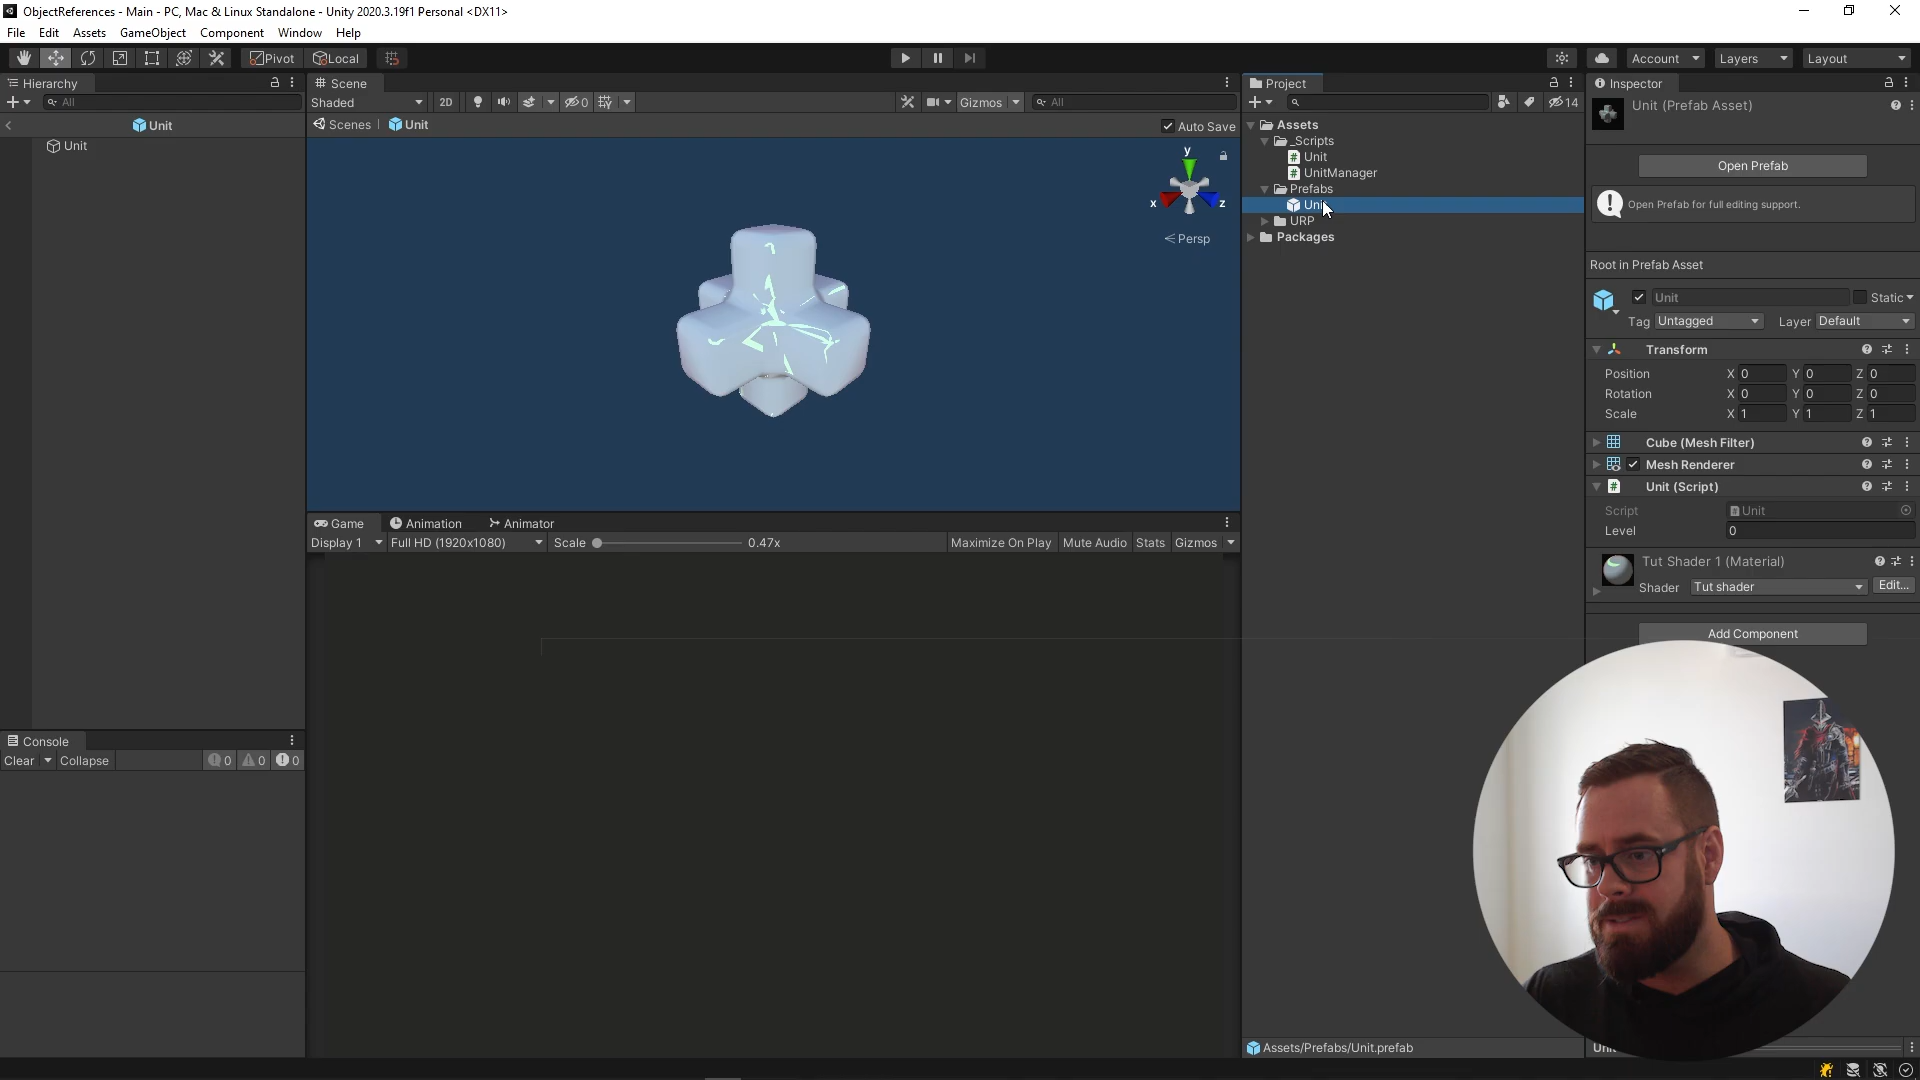 ObjectReferences - Main - PC, Mac & Linux Standalone - Unity 2020.3.19f1 Personal <DX11>
File Edit Assets GameObject Component Window Help
Pivot Local Account Layers Layout
Hierarchy
All
Unit
Unit
Scene
Shaded 2D 0 Gizmos All
Scenes Unit Auto Save
y
x z
Persp
Game Animation Animator
Display 1 Full HD (1920x1080) Scale 0.47x Maximize On Play Mute Audio Stats Gizmos
Console
Clear Collapse 0 0 0
Project
14
Assets
_Scripts
Unit
UnitManager
Prefabs
Uni
URP
Packages
Assets/Prefabs/Unit.prefab
Inspector
Unit (Prefab Asset)
Open Prefab
Open Prefab for full editing support.
Root in Prefab Asset
Unit Static
Tag Untagged Layer Default
Transform
Position X 0 Y 0 Z 0
Rotation X 0 Y 0 Z 0
Scale X 1 Y 1 Z 1
Cube (Mesh Filter)
Mesh Renderer
Unit (Script)
Script Unit
Level 0
Tut Shader 1 (Material)
Shader Tut shader Edit...
Add Component